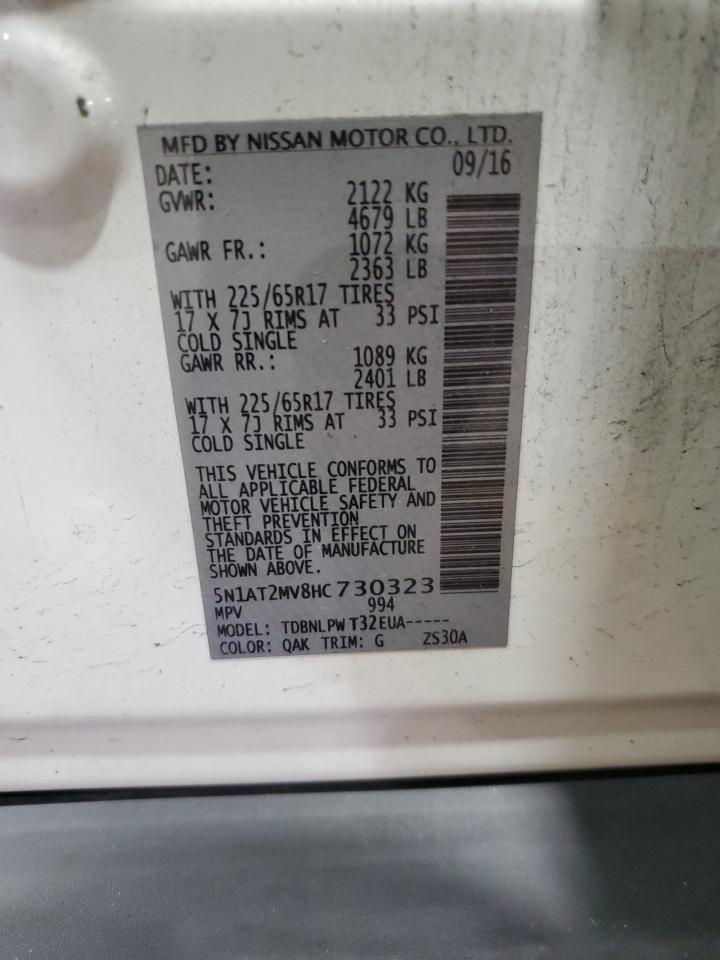 MFD BY NISSAN MOTOR CO., LTD.
DATE: 09/16
GVWR: 2122 KG
4679 LB
GAWR FR.: 1072 KG
2363 LB
WITH 225/65R17 TIRES
17 X 7J RIMS AT 33 PSI
COLD SINGLE
GAWR RR.: 1089 KG
2401 LB
WITH 225/65R17 TIRES
17 X 7J RIMS AT 33 PSI
COLD SINGLE
THIS VEHICLE CONFORMS TO
ALL APPLICABLE FEDERAL
MOTOR VEHICLE SAFETY AND
THEFT PREVENTION
STANDARDS IN EFFECT ON
THE DATE OF MANUFACTURE
SHOWN ABOVE.
5N1AT2MV8HC730323
MPV 994
MODEL: TDBNLPW T32EUA-----
COLOR: QAK TRIM: G ZS30A